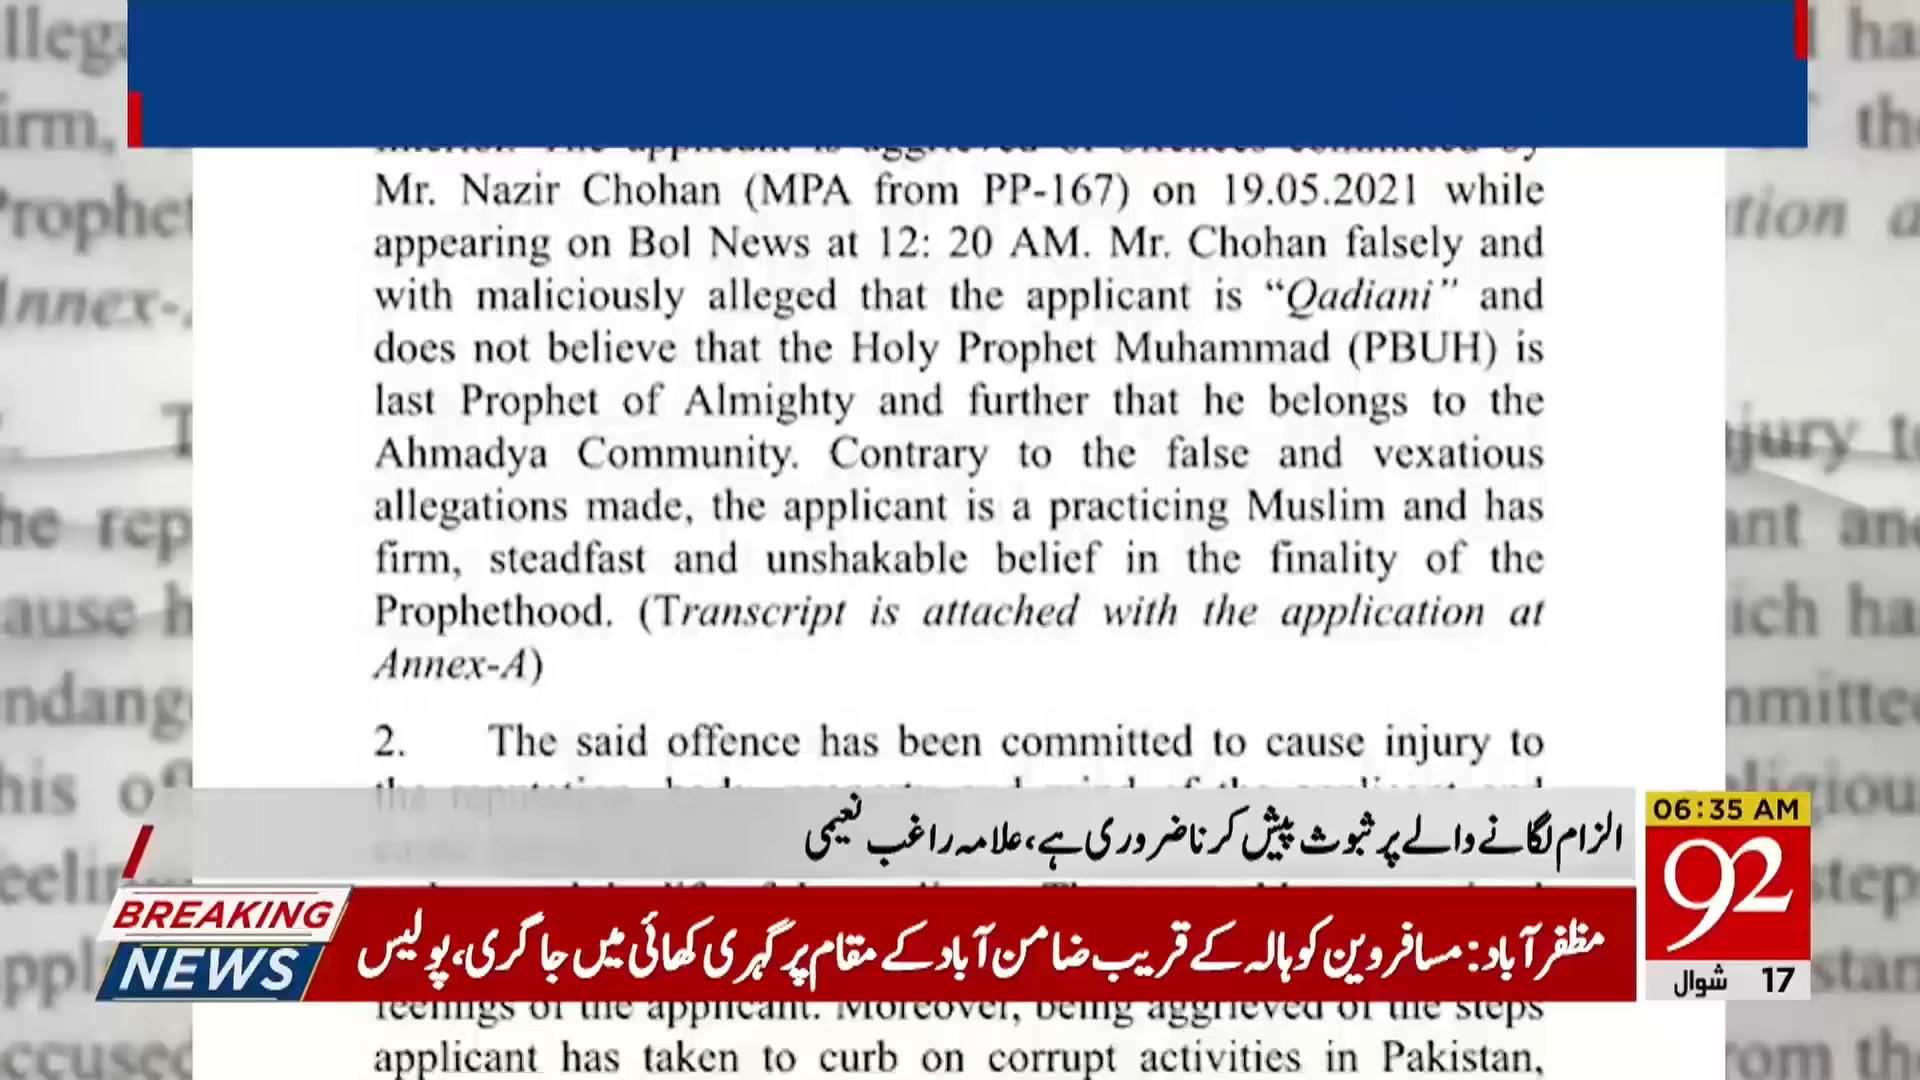 Mr. Nazir Chohan (MPA from PP-167) on 19.05.2021 while
appearing on Bol News at 12: 20 AM. Mr. Chohan falsely and
with maliciously alleged that the applicant is “Qadiani” and
does not believe that the Holy Prophet Muhammad (PBUH) is
last Prophet of Almighty and further that he belongs to the
Ahmadya Community. Contrary to the false and vexatious
allegations made, the applicant is a practicing Muslim and has
firm, steadfast and unshakable belief in the finality of the
Prophethood. (Transcript is attached with the application at
Annex-A)
2. The said offence has been committed to cause injury to
الزام لگانے والے پر ثبوث پیش کرنا ضروری ہے، علامہ راغب نعیمی
06:35 AM
92
BREAKING
NEWS
مظفر آباد: مسافر وین کوہالہ کے قریب ضامن آباد کے مقام پر گہری کھائی میں جا گری، پولیس
17 شوال
feelings of the applicant. Moreover, being aggrieved of the steps
applicant has taken to curb on corrupt activities in Pakistan,